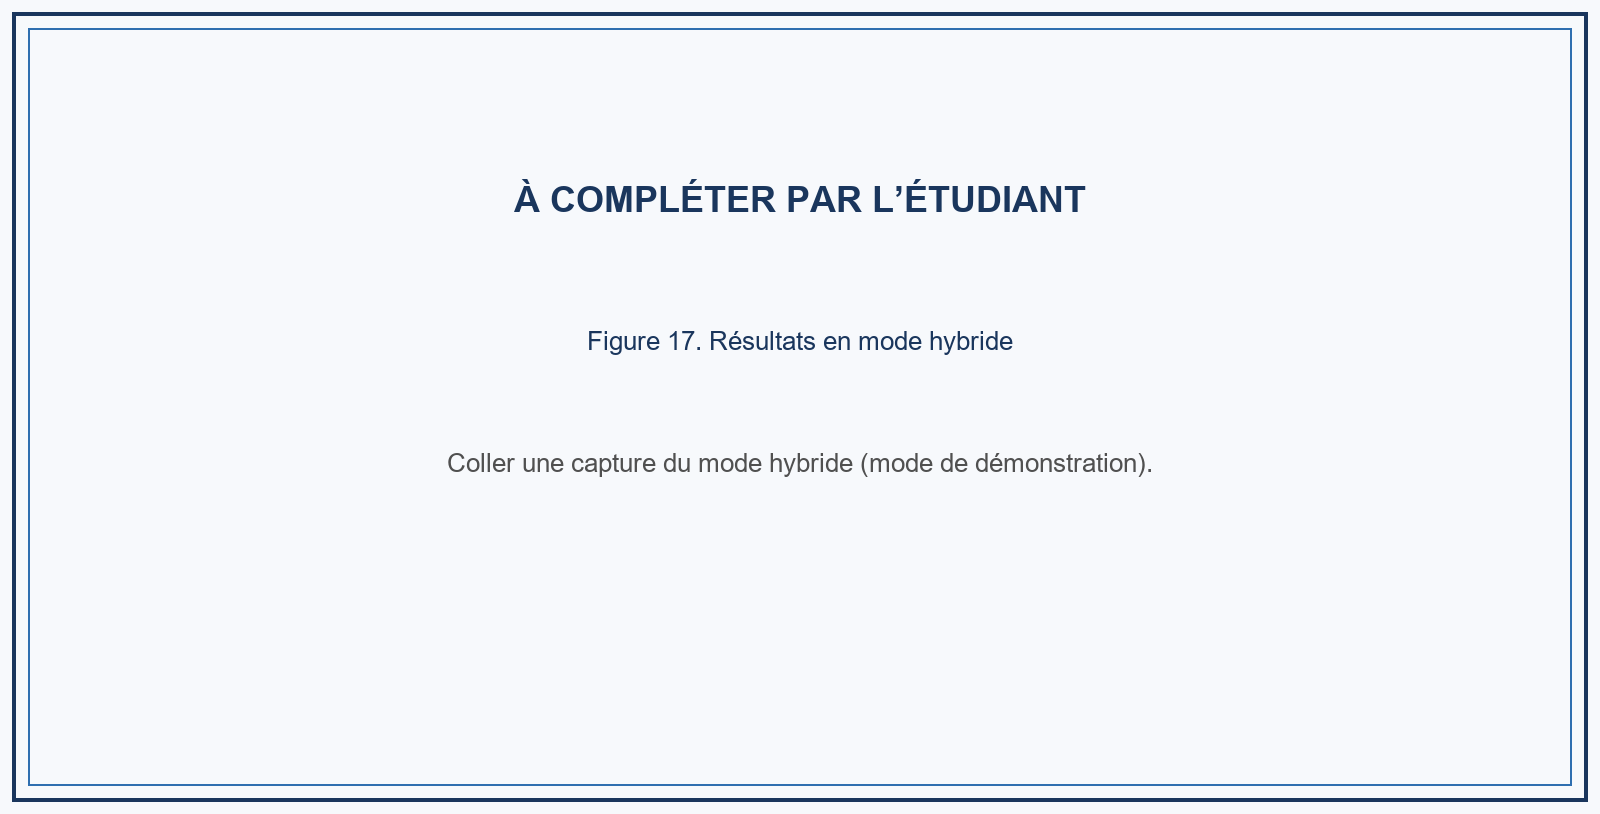 À COMPLÉTER PAR L’ÉTUDIANT
Figure 17. Résultats en mode hybride
Coller une capture du mode hybride (mode de démonstration).